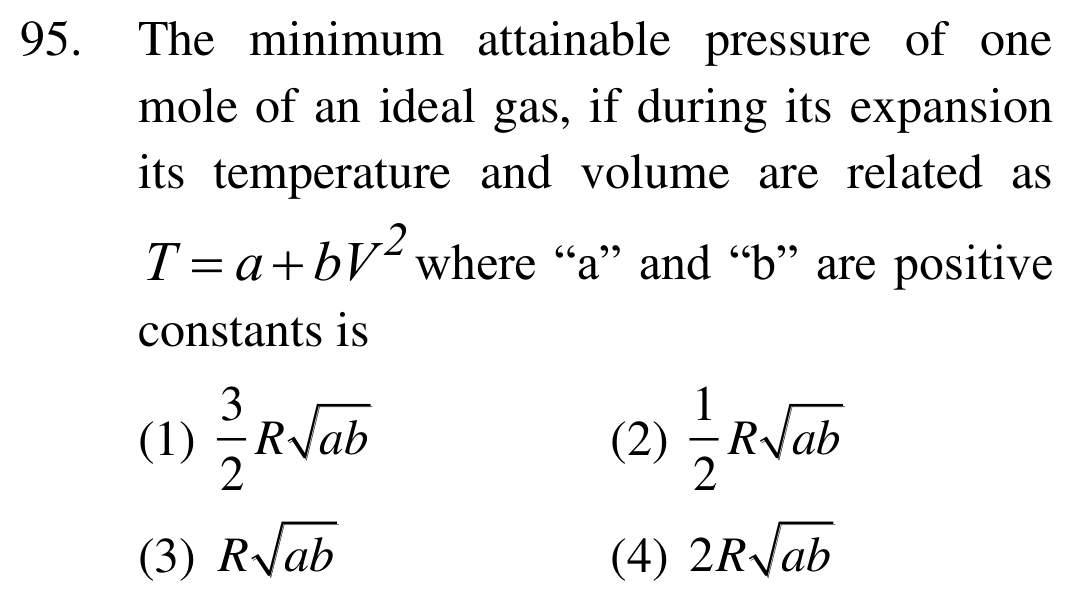 95. The minimum attainable pressure of one
mole of an ideal gas, if during its expansion
its temperature and volume are related as
T = a + bV² where “a” and “b” are positive
constants is
(1) 3/2 R√ab (2) 1/2 R√ab
(3) R√ab (4) 2R√ab